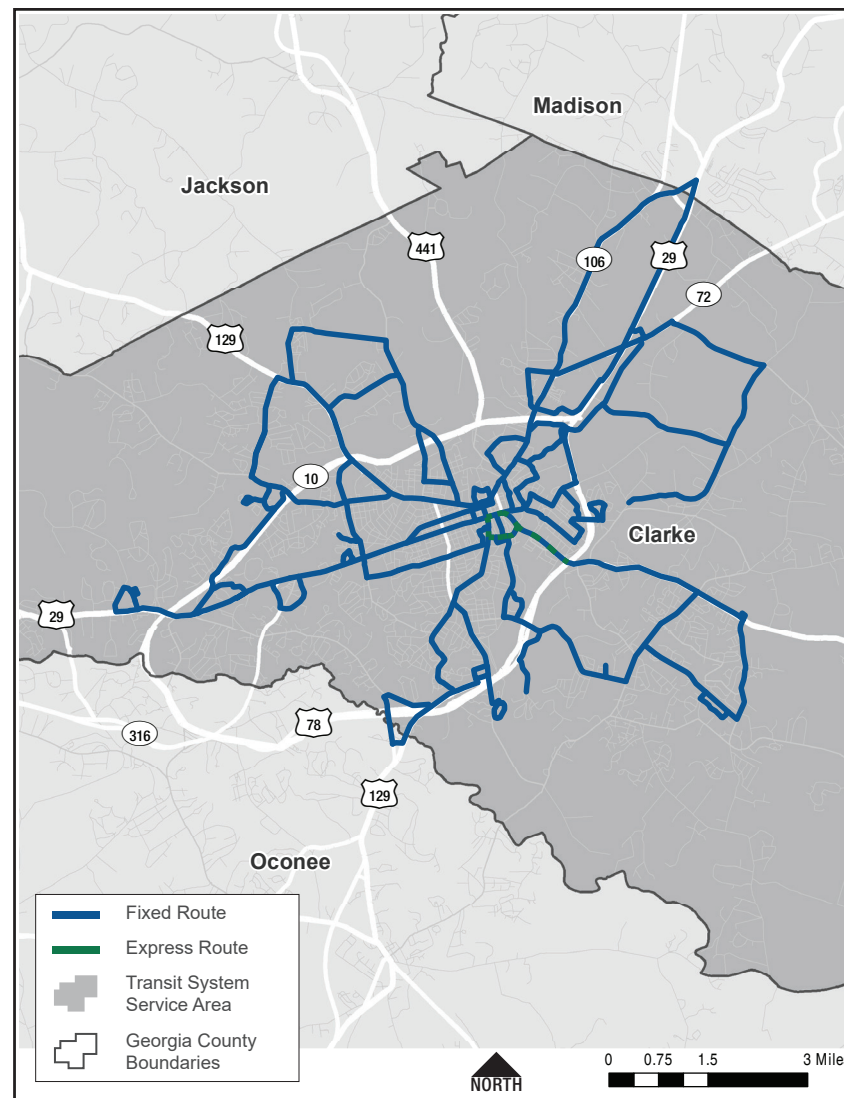 Madison
Jackson
441
106
29
72
129
10
Clarke
29
316
78
129
Oconee
Fixed Route
Express Route
Transit System
Service Area
Georgia County
Boundaries
NORTH
0 0.75 1.5 3 Mile